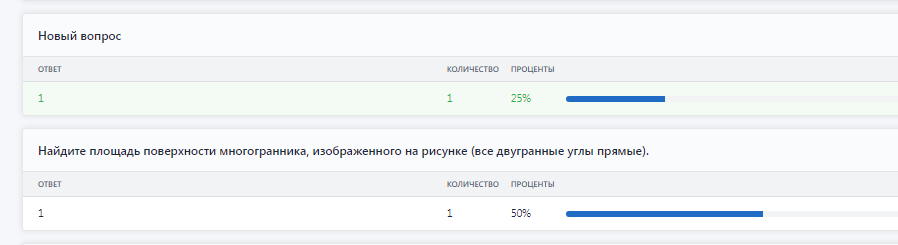 Новый вопрос
ОТВЕТ КОЛИЧЕСТВО ПРОЦЕНТЫ
1 1 25%
Найдите площадь поверхности многогранника, изображенного на рисунке (все двугранные углы прямые).
ОТВЕТ КОЛИЧЕСТВО ПРОЦЕНТЫ
1 1 50%